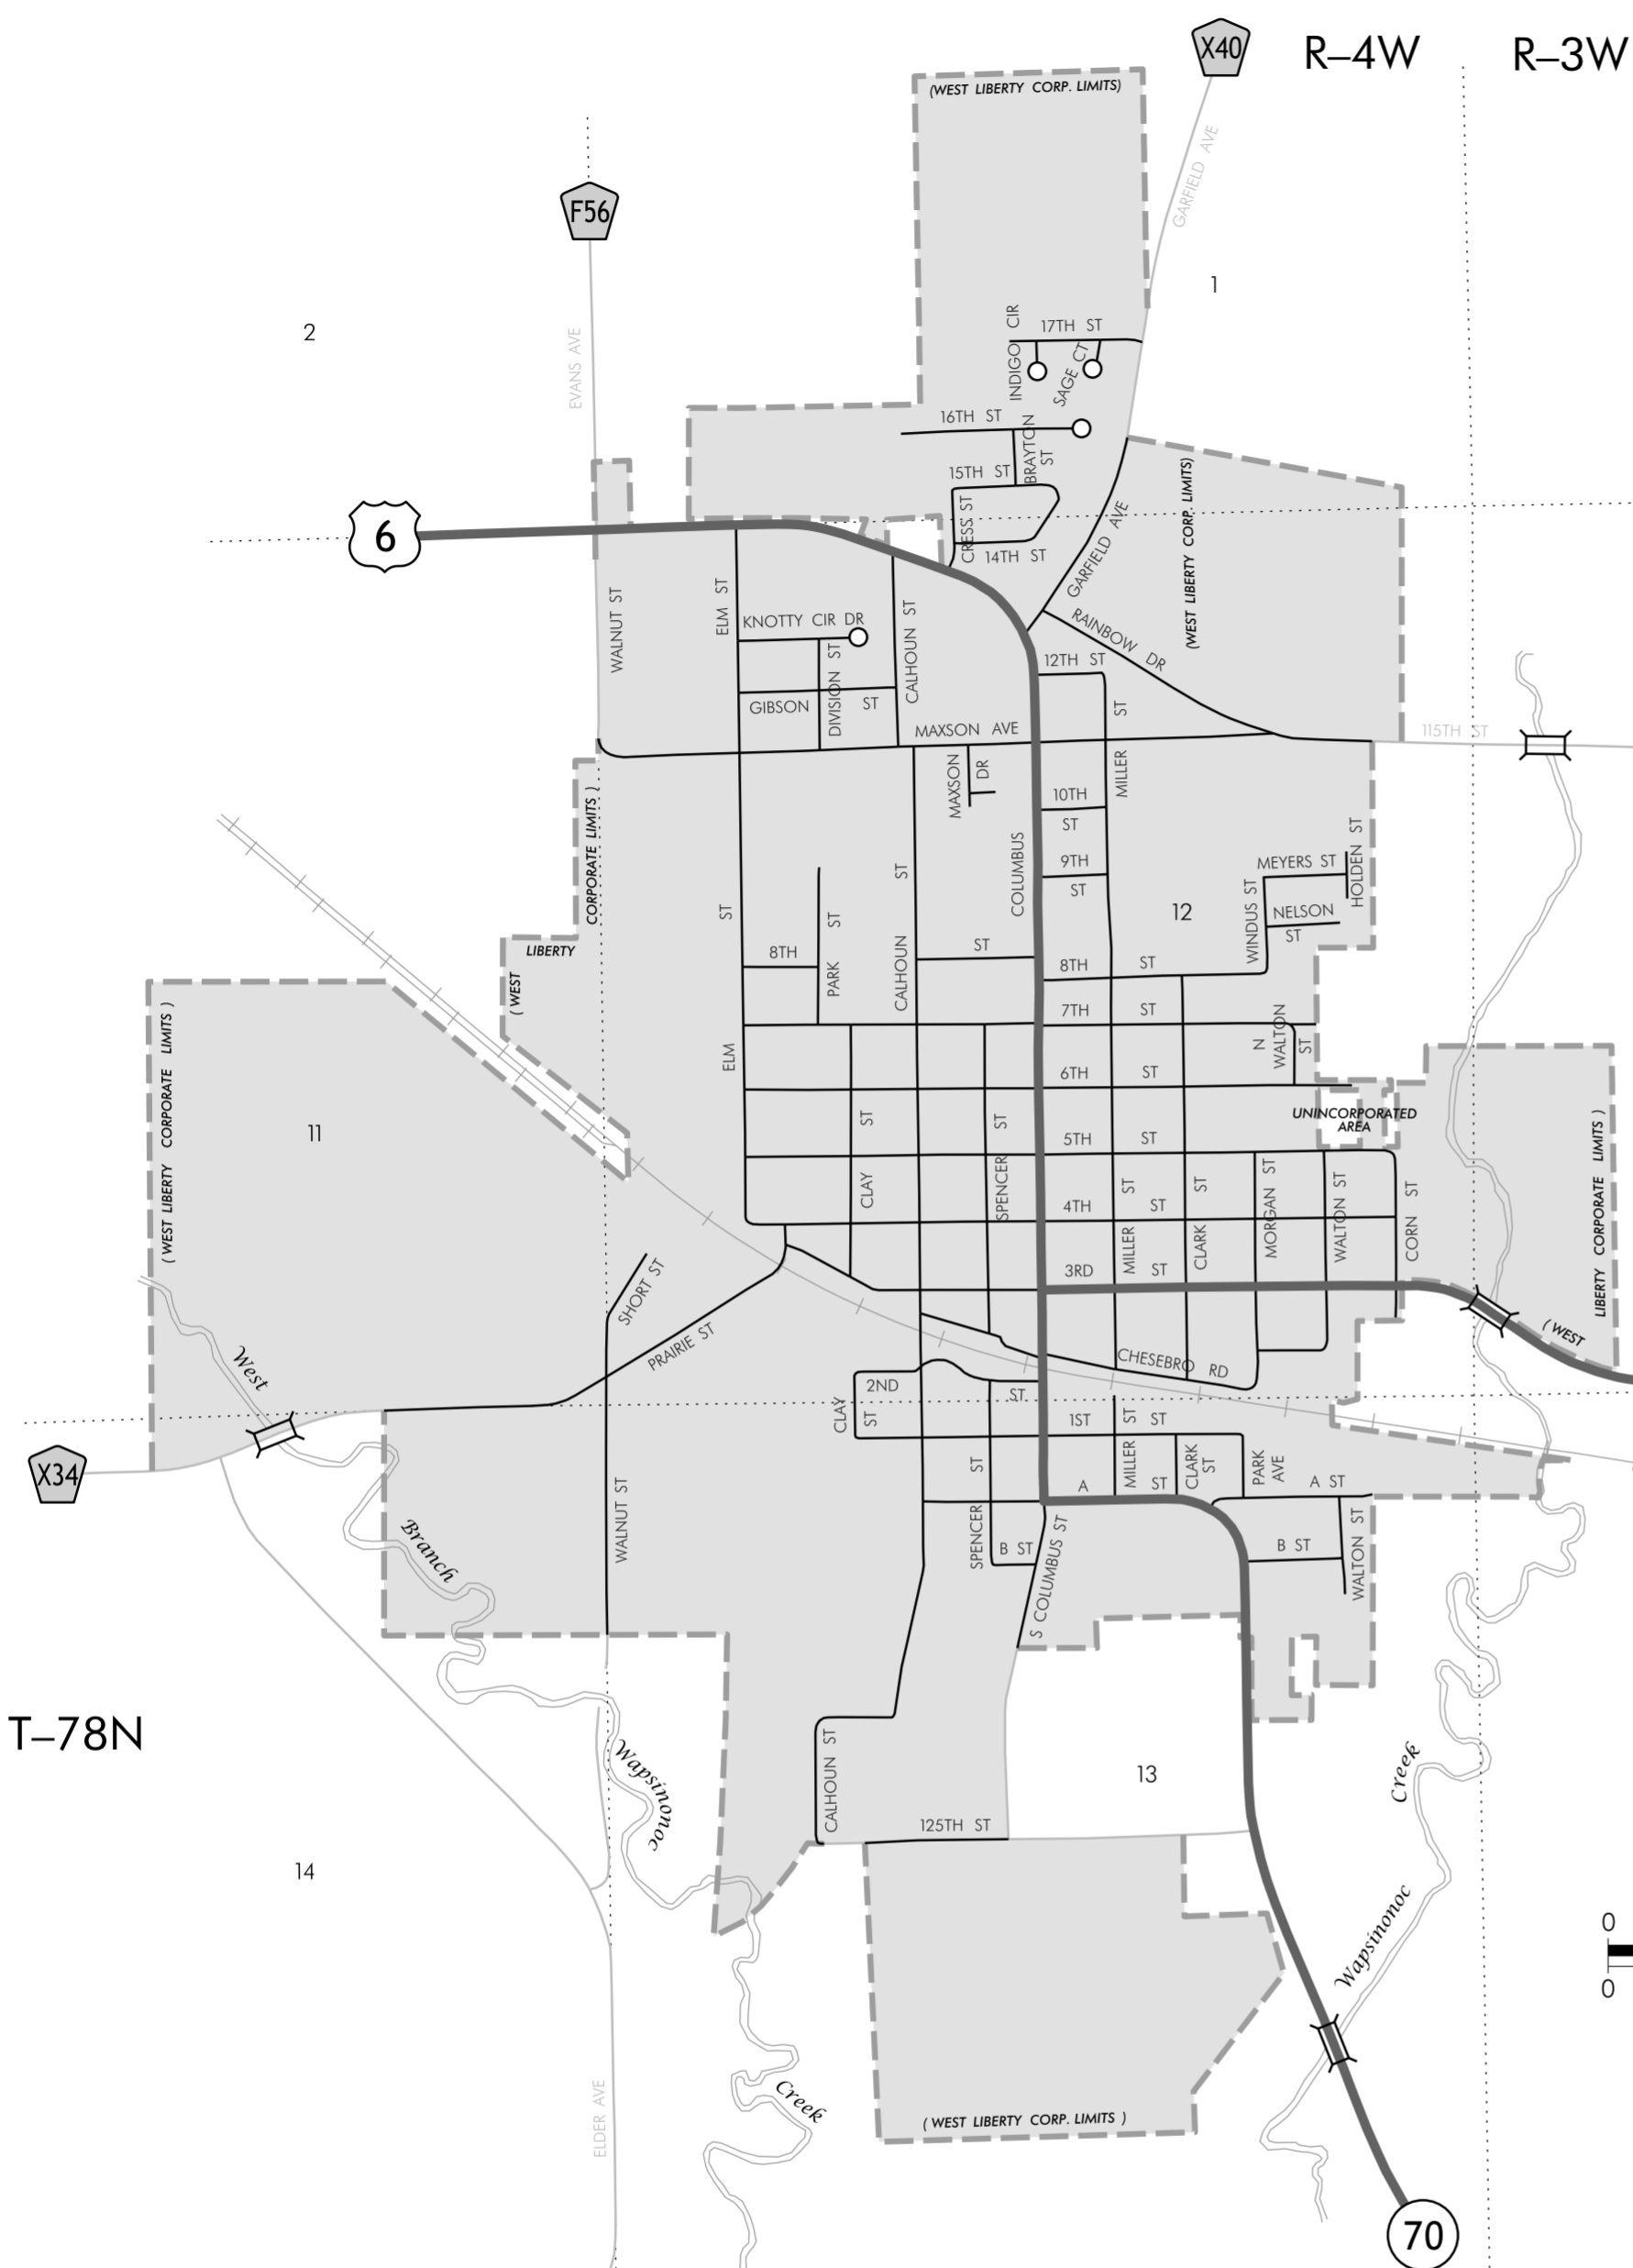 X40
R–4W
R–3W
(WEST LIBERTY CORP. LIMITS)
GARFIELD AVE
F56
1
2
EVANS AVE
INDIGO CIR
17TH ST
SAGE CT
16TH ST
BRAYTON
ST
15TH ST
CRESS ST
14TH ST
GARFIELD AVE
(WEST LIBERTY CORP. LIMITS)
6
WALNUT ST
ELM ST
KNOTTY CIR DR
CALHOUN ST
DIVISION ST
GIBSON ST
RAINBOW DR
12TH ST
MAXSON AVE
115TH ST
MILLER ST
MAXSON
DR
10TH
ST
COLUMBUS
9TH
ST
MEYERS ST
HOLDEN ST
WINDUS ST
NELSON
ST
12
(WEST
LIBERTY
CORPORATE LIMITS )
ELM ST
8TH
PARK ST
CALHOUN ST
ST
8TH ST
7TH ST
N
WALTON
ST
6TH ST
UNINCORPORATED
AREA
5TH ST
11
( WEST LIBERTY CORPORATE LIMITS )
CLAY ST
SPENCER ST
4TH ST
MILLER ST
CLARK ST
MORGAN ST
WALTON ST
CORN ST
3RD ST
( WEST
LIBERTY CORPORATE LIMITS )
SHORT ST
PRAIRIE ST
CHESEBRO RD
West
2ND
ST
CLAY
ST
1ST ST
MILLER ST
CLARK
ST
PARK
AVE
A ST
A ST
X34
Branch
WALNUT ST
SPENCER ST
B ST
S COLUMBUS ST
B ST
WALTON ST
T–78N
Wapsinonoc
CALHOUN ST
13
Creek
125TH ST
14
Wapsinonoc
0
0
ELDER AVE
Creek
( WEST LIBERTY CORP. LIMITS )
70